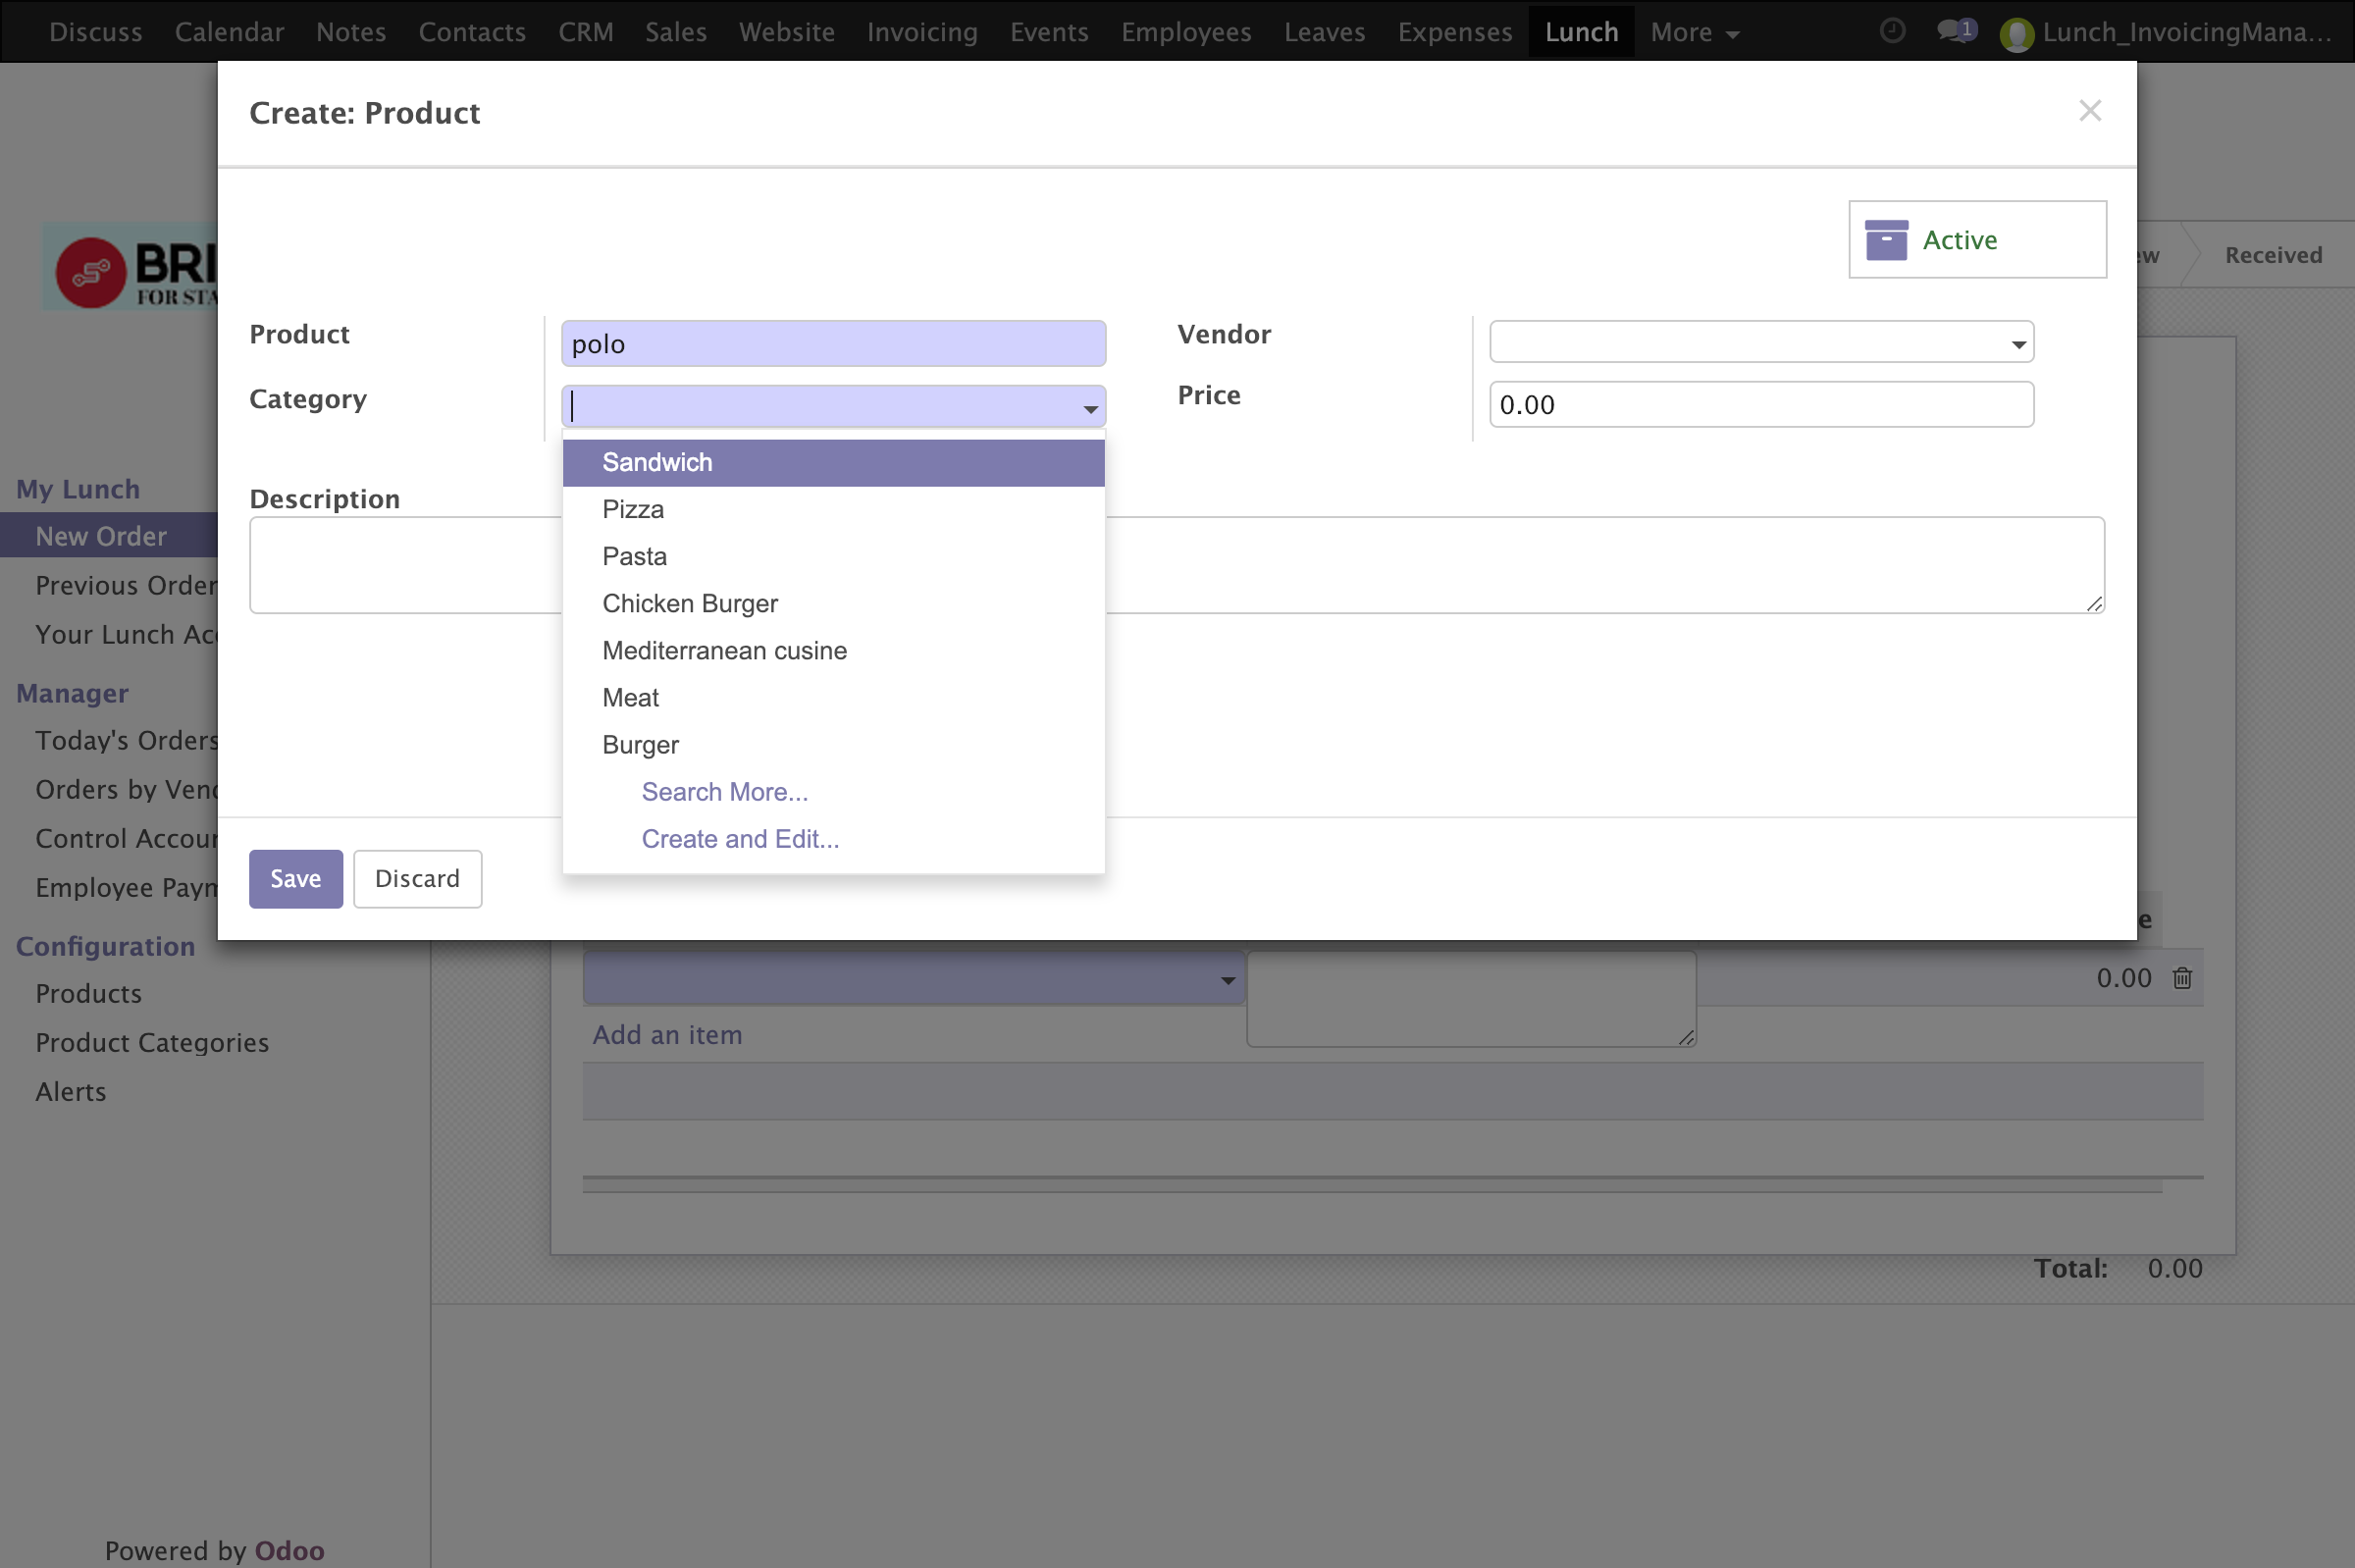 Discuss Calendar Notes Contacts CRM Sales Website Invoicing Events Employees Leaves Expenses Lunch More 1 Lunch_InvoicingMana...
Create: Product
Active
BRI
FOR STA
Received
Product polo Vendor
Category Price 0.00
Sandwich
Pizza
Pasta
Chicken Burger
Mediterranean cusine
Meat
Burger
Search More...
Create and Edit...
Description
Save Discard
My Lunch
New Order
Previous Order
Your Lunch Acc
Manager
Today's Orders
Orders by Vend
Control Accoun
Employee Paym
Configuration
Products
Product Categories
Alerts
0.00
Add an item
Total: 0.00
Powered by Odoo